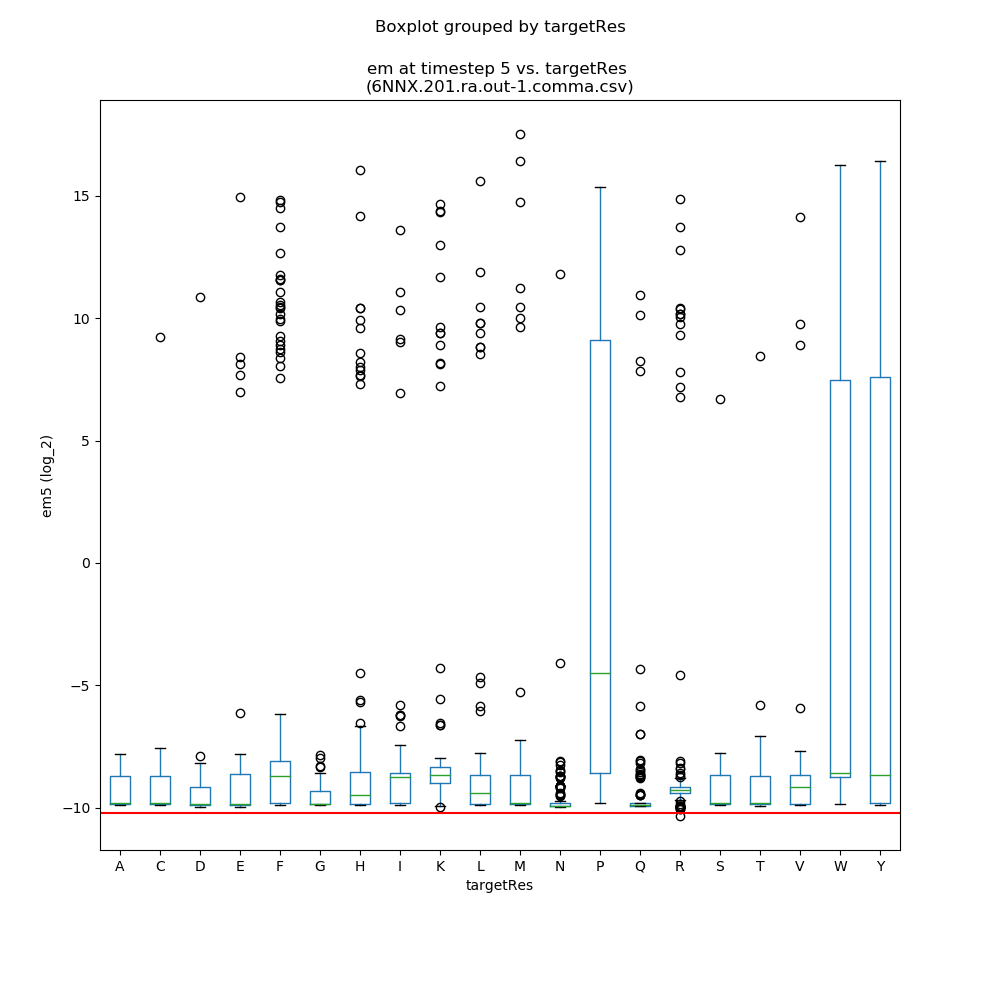 Boxplot grouped by targetRes
em at timestep 5 vs. targetRes
(6NNX.201.ra.out-1.comma.csv)
15
10
5
0
−5
−10
em5 (log_2)
A C D E F G H I K L M N P Q R S T V W Y
targetRes